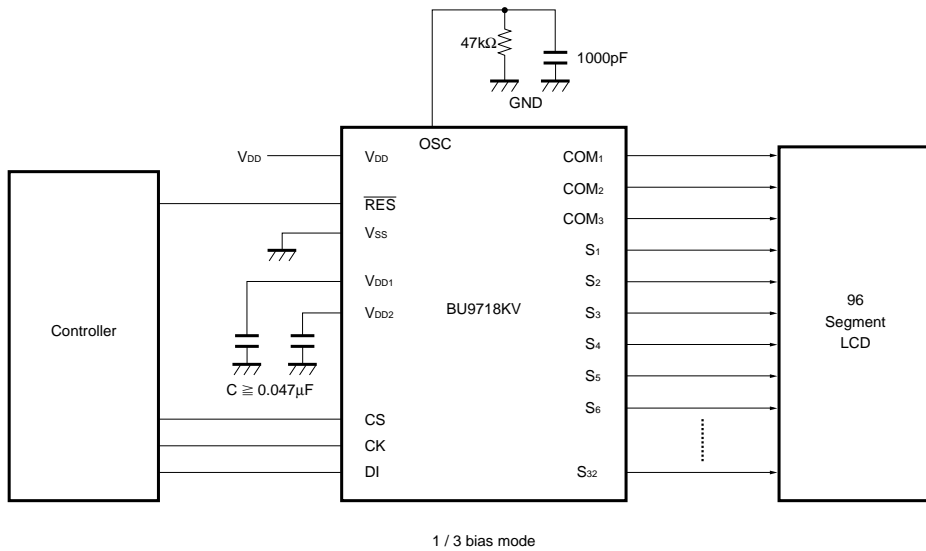 47kΩ
1000pF
GND
OSC
VDD
VDD
COM1
COM2
RES
COM3
VSS
S1
VDD1
S2
BU9718KV
96
Segment
LCD
Controller
VDD2
S3
S4
C ≧ 0.047μF
S5
CS
S6
CK
DI
S32
1 / 3 bias mode